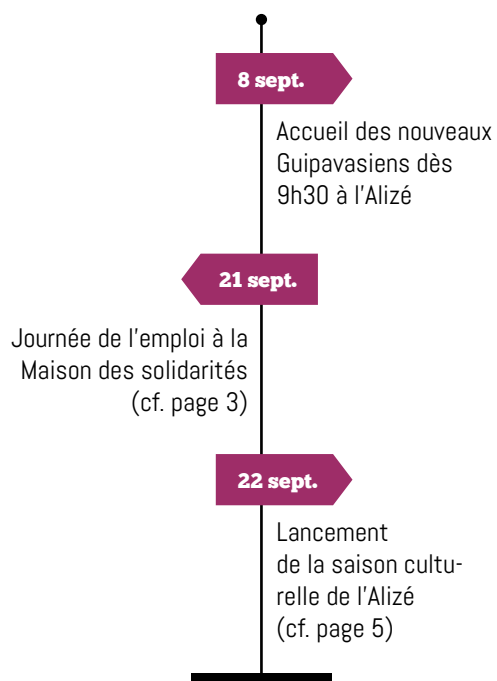 8 sept.
Accueil des nouveaux
Guipavasiens dès
9h30 à l'Alizé
21 sept.
Journée de l'emploi à la
Maison des solidarités
(cf. page 3)
22 sept.
Lancement
de la saison cultu-
relle de l'Alizé
(cf. page 5)